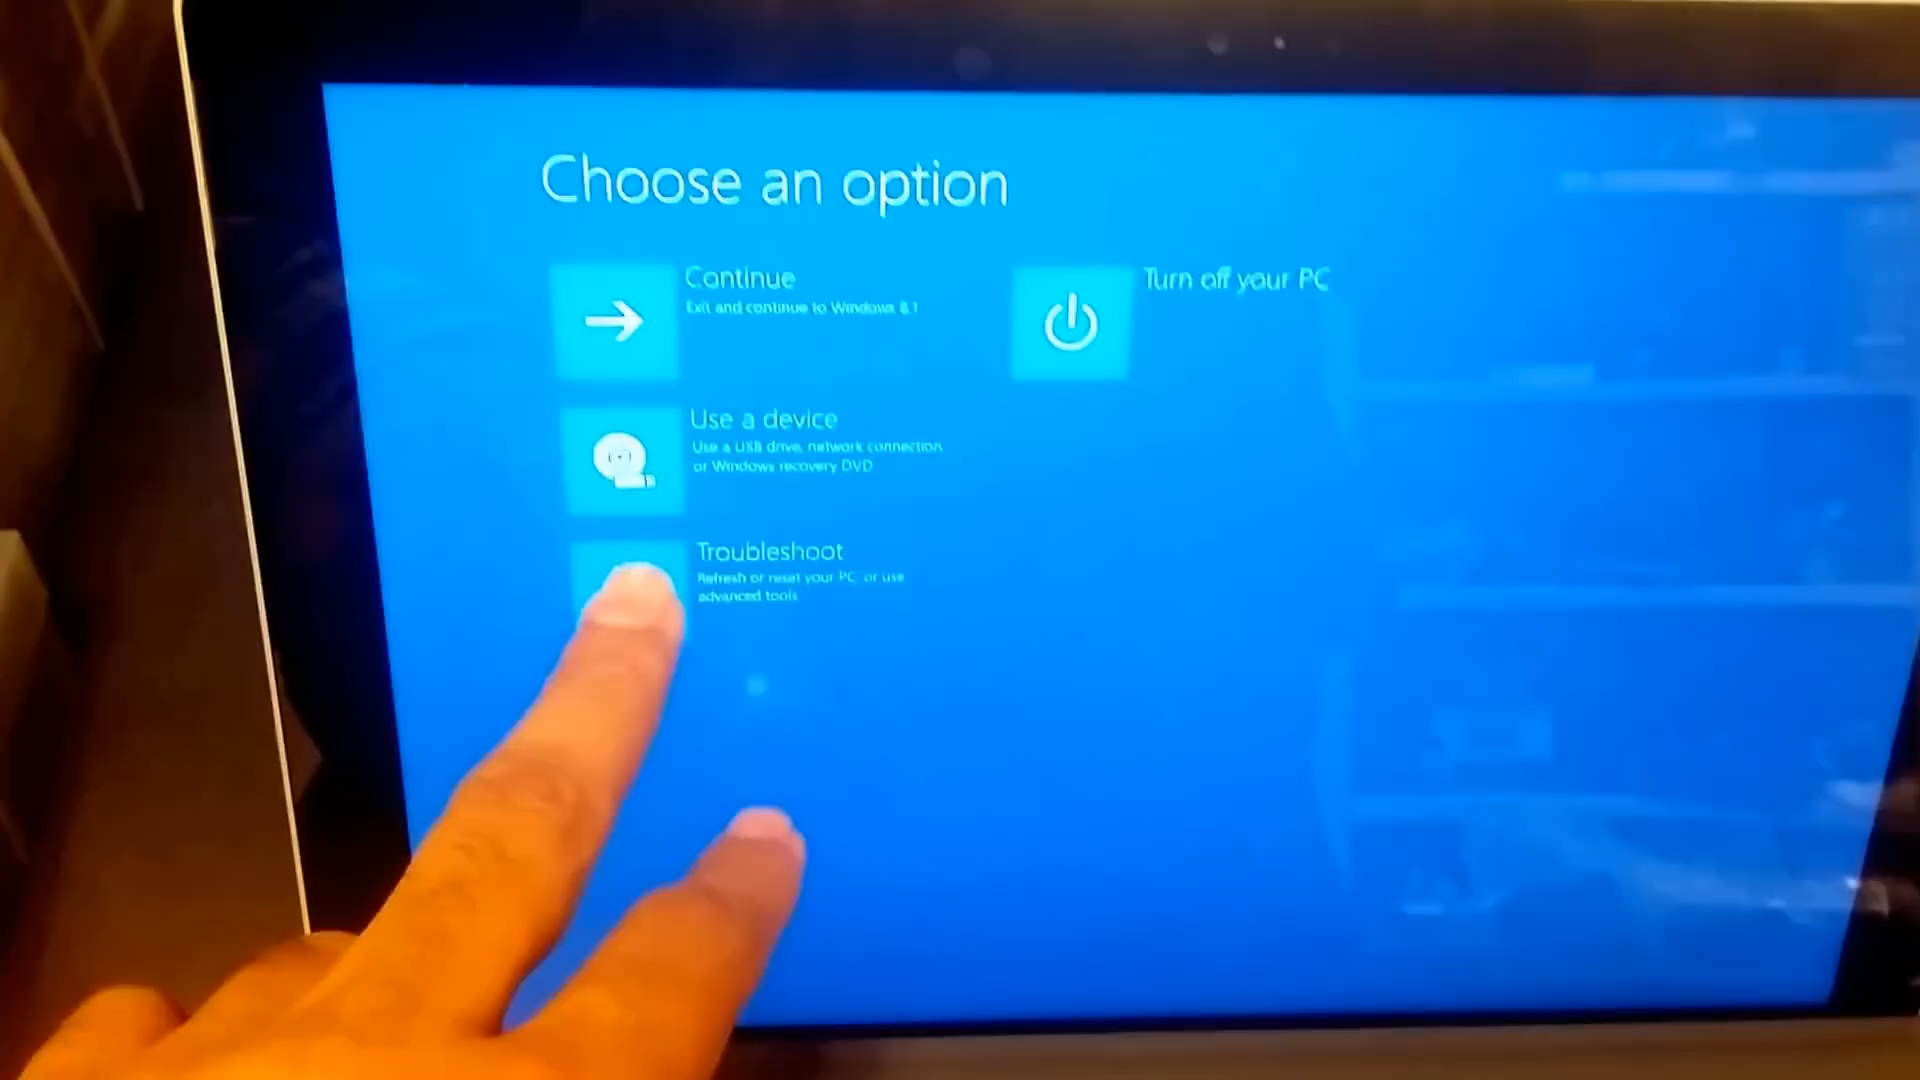 Choose an option
Continue
Exit and continue to Windows 8.1
Turn off your PC
Use a device
Use a USB drive, network connection
or Windows recovery DVD
Troubleshoot
Refresh or reset your PC, or use
advanced tools